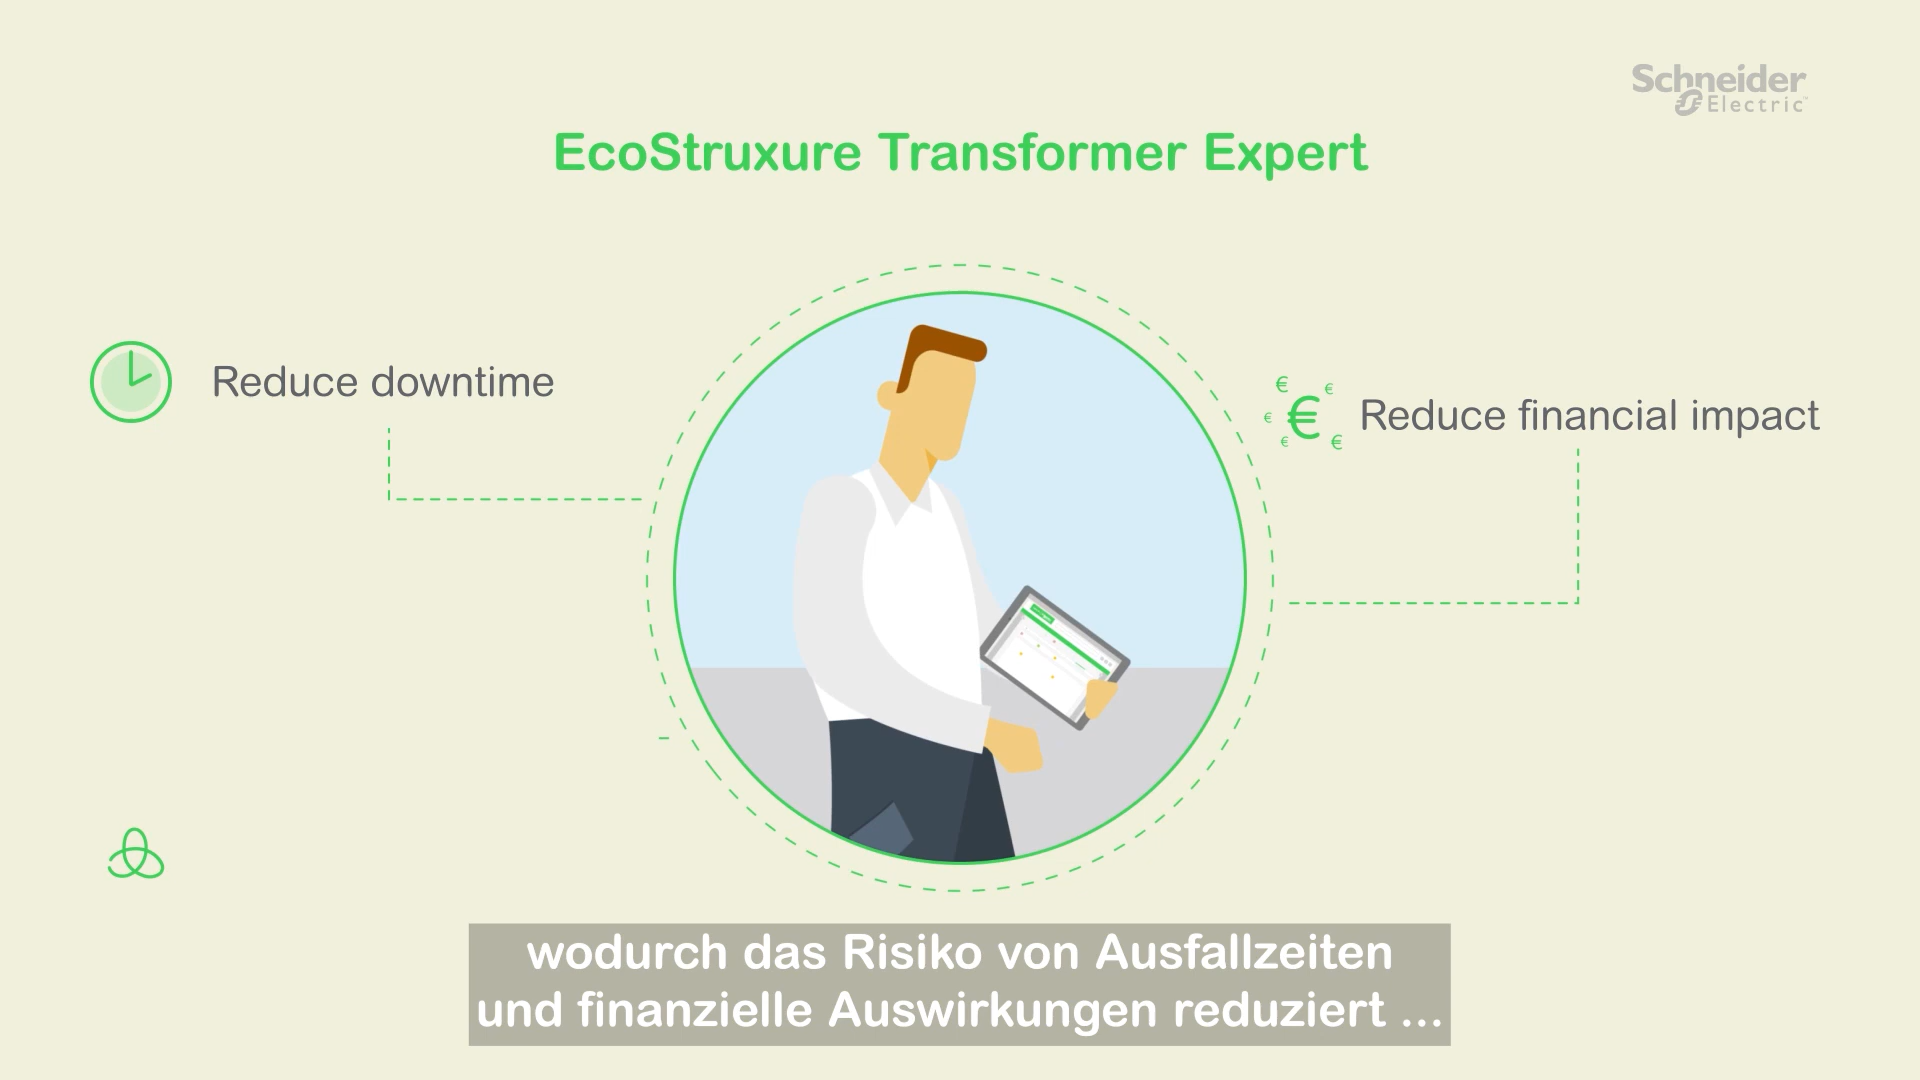 Schneider
Electric
EcoStruxure Transformer Expert
Reduce downtime
€ € € € € € Reduce financial impact
wodurch das Risiko von Ausfallzeiten
und finanzielle Auswirkungen reduziert ...